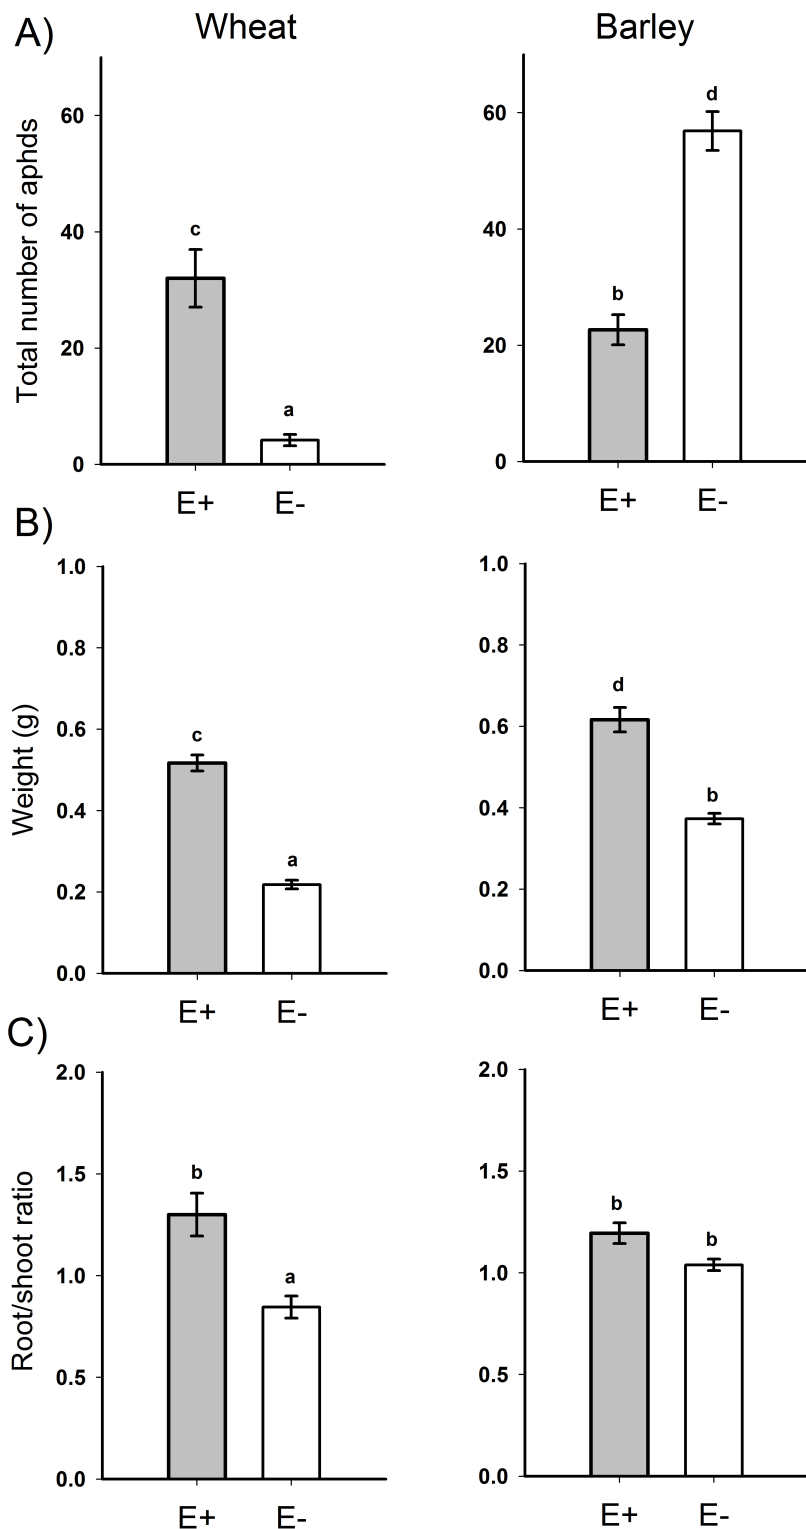 A)
Wheat
Barley
Total number of aphds
60
40
20
0
c
a
E+
E-
60
40
20
0
b
d
E+
E-
B)
Weight (g)
1.0
0.8
0.6
0.4
0.2
0.0
c
a
E+
E-
1.0
0.8
0.6
0.4
0.2
0.0
d
b
E+
E-
C)
Root/shoot ratio
2.0
1.5
1.0
0.5
0.0
b
a
E+
E-
2.0
1.5
1.0
0.5
0.0
b
b
E+
E-